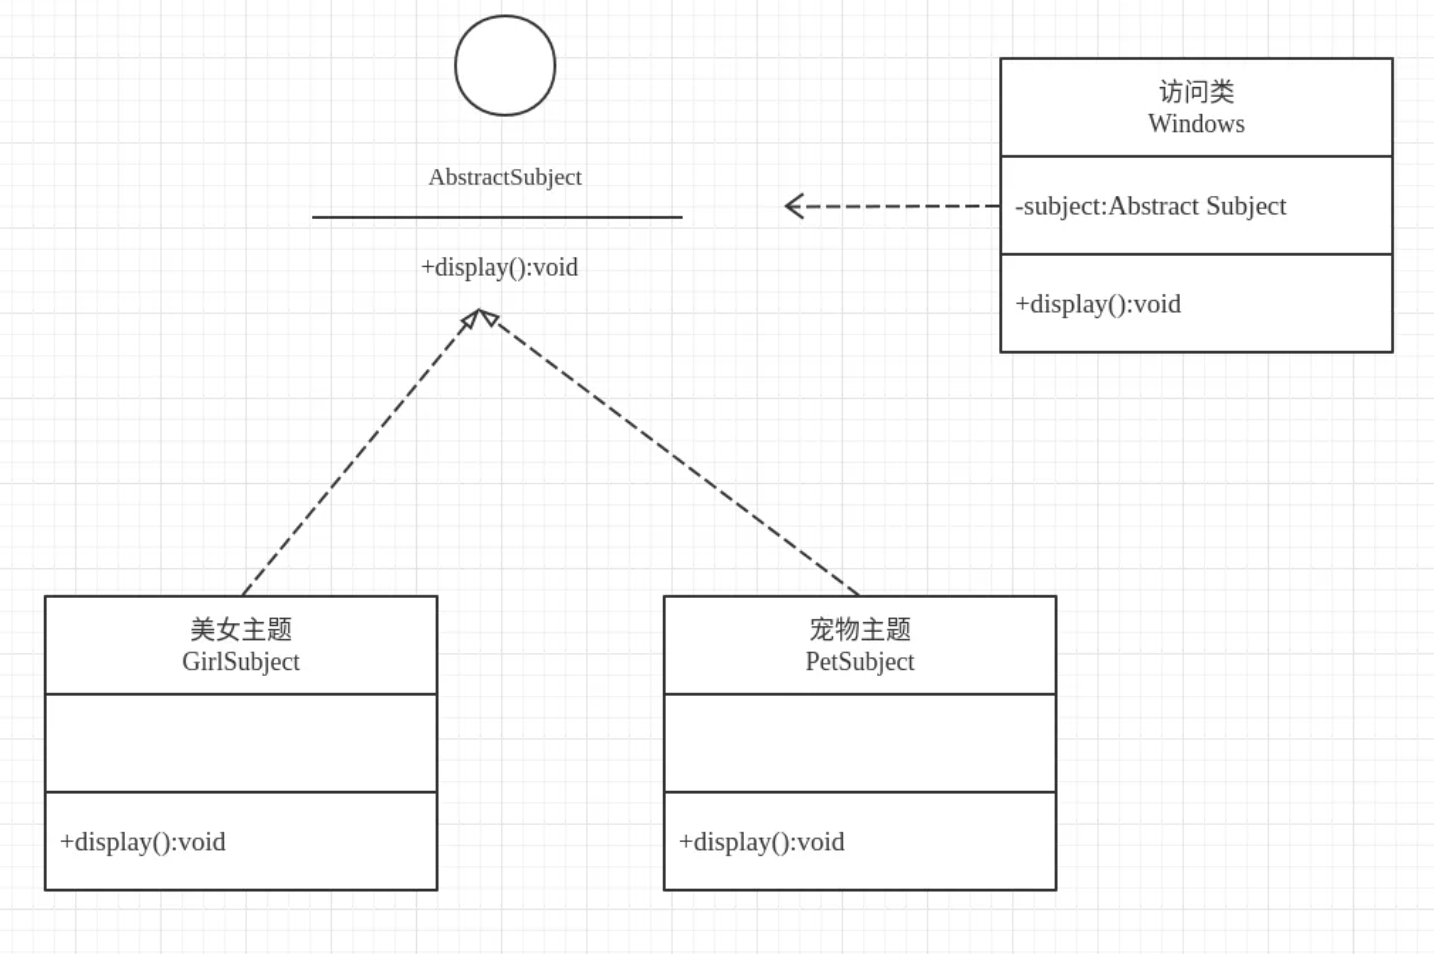 AbstractSubject
+display():void
访问类
Windows
-subject:Abstract Subject
+display():void
美女主题
GirlSubject
+display():void
宠物主题
PetSubject
+display():void